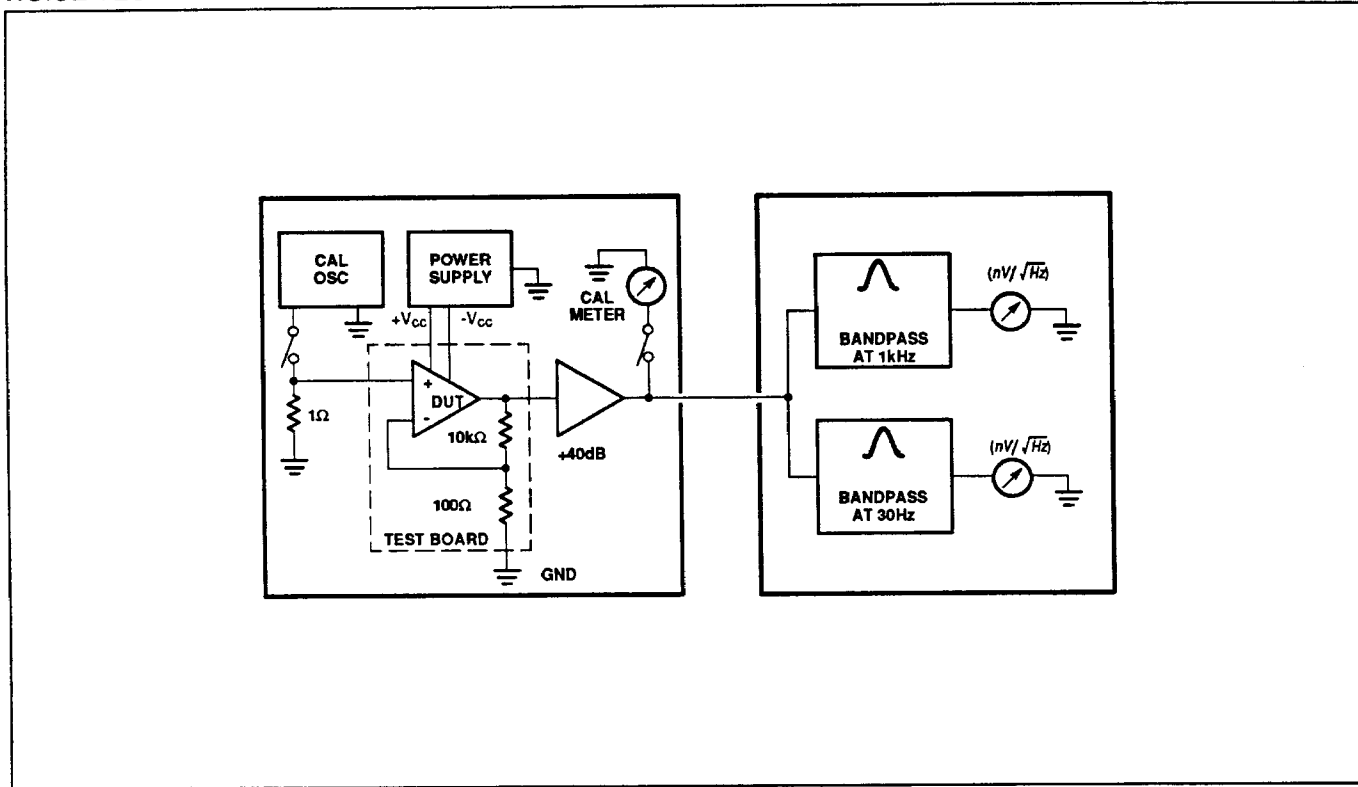 CAL
OSC
POWER
SUPPLY
+VCC
-VCC
CAL
METER
+
DUT
-
1Ω
10kΩ
100Ω
+40dB
TEST BOARD
GND
BANDPASS
AT 1kHz
(nV/√Hz)
BANDPASS
AT 30Hz
(nV/√Hz)